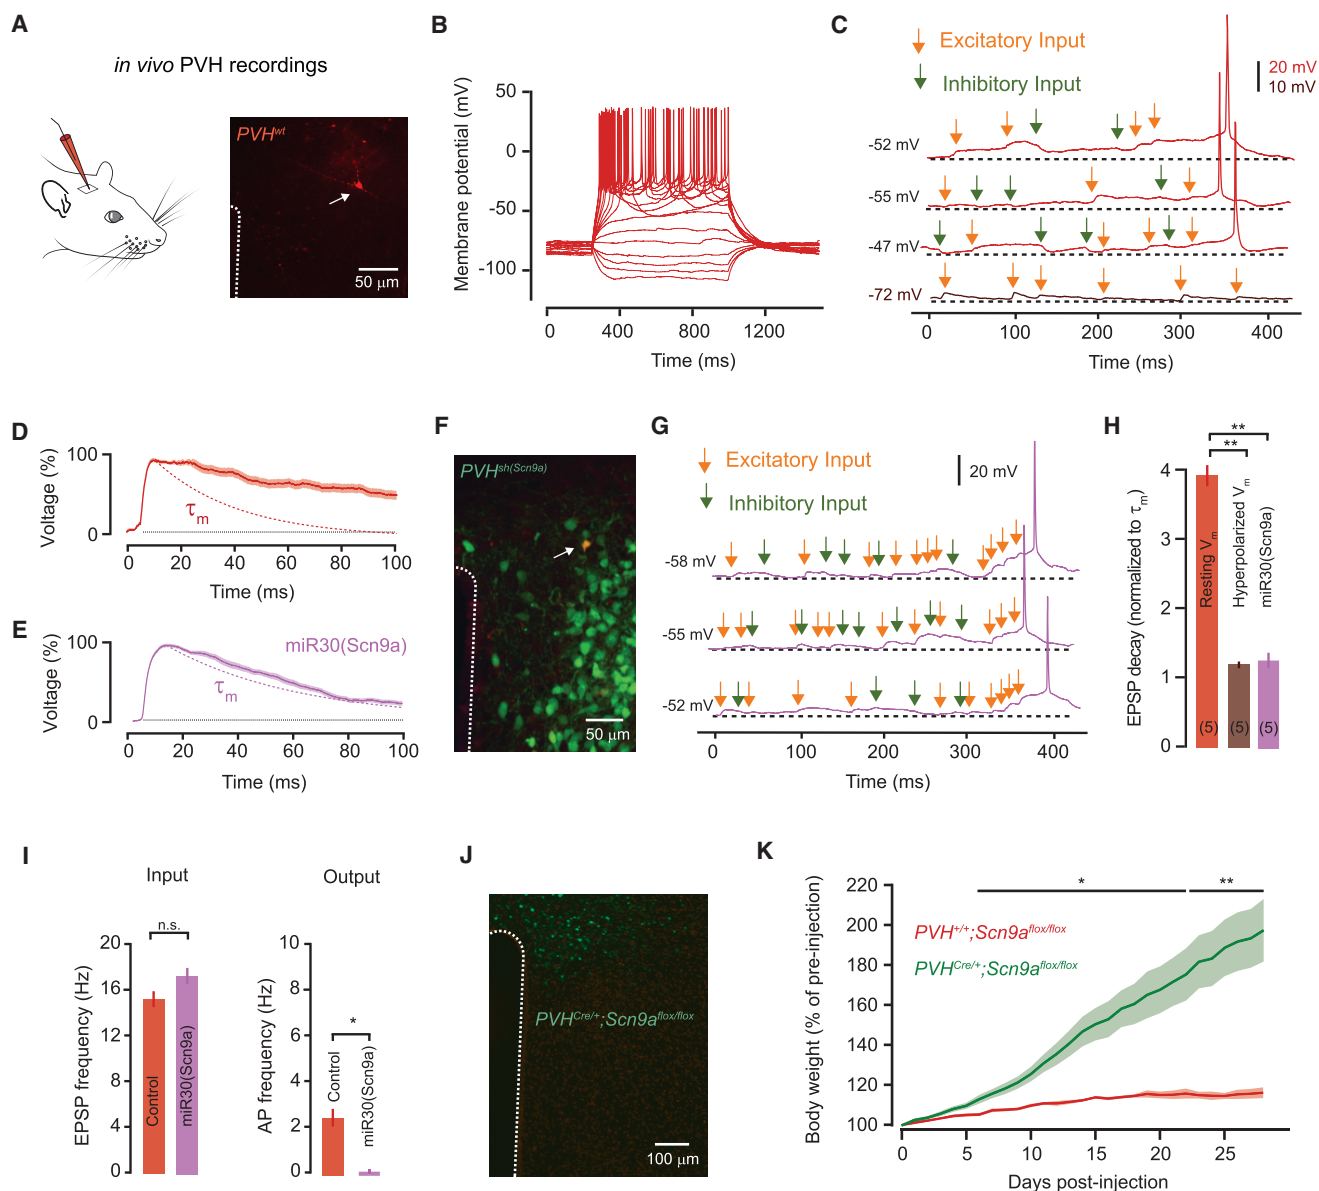 A
in vivo PVH recordings
PVHwt
50 μm
B
Membrane potential (mV)
50
0
-50
-100
0
400
800
1200
Time (ms)
C
Excitatory Input
Inhibitory Input
20 mV
10 mV
-52 mV
-55 mV
-47 mV
-72 mV
0
100
200
300
400
Time (ms)
D
Voltage (%)
100
0
τm
0
20
40
60
80
100
Time (ms)
E
Voltage (%)
100
0
miR30(Scn9a)
τm
0
20
40
60
80
100
Time (ms)
F
PVHsh(Scn9a)
50 μm
G
Excitatory Input
Inhibitory Input
20 mV
-58 mV
-55 mV
-52 mV
0
100
200
300
400
Time (ms)
H
**
**
EPSP decay (normalized to τm)
4
3
2
1
0
Resting Vm
Hyperpolarized Vm
miR30(Scn9a)
(5)
(5)
(5)
I
Input
n.s.
EPSP frequency (Hz)
20
16
12
8
4
0
Control
miR30(Scn9a)
Output
AP frequency (Hz)
10
8
6
4
2
0
*
Control
miR30(Scn9a)
J
PVHCre/+;Scn9aflox/flox
100 μm
K
Body weight (% of pre-injection)
220
200
180
160
140
120
100
*
**
PVH+/+;Scn9aflox/flox
PVHCre/+;Scn9aflox/flox
0
5
10
15
20
25
Days post-injection